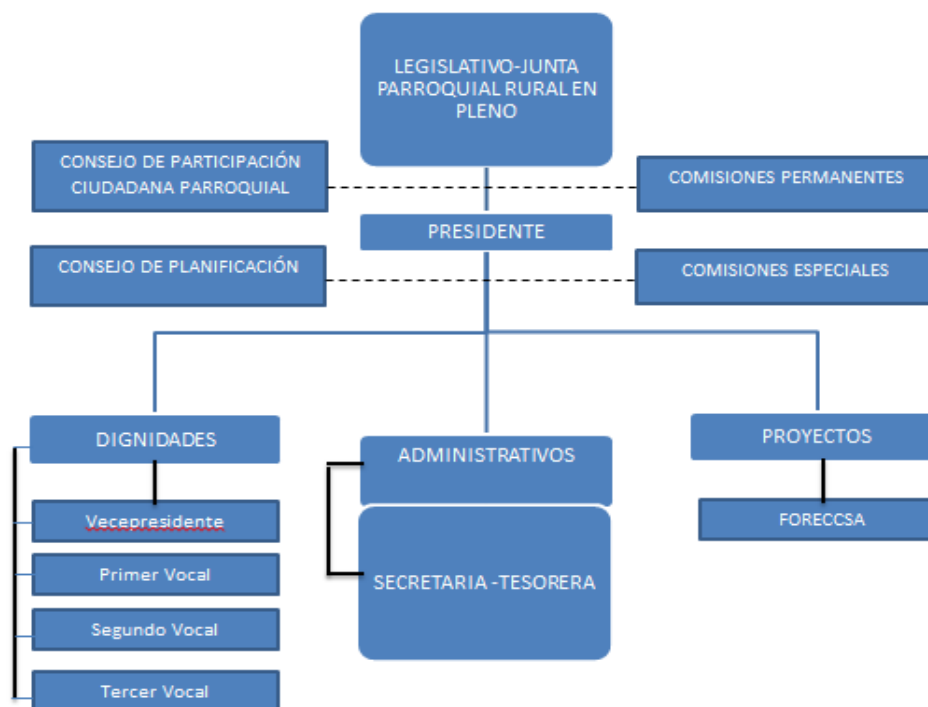 LEGISLATIVO-JUNTA
PARROQUIAL RURAL EN
PLENO
CONSEJO DE PARTICIPACIÓN
CIUDADANA PARROQUIAL
COMISIONES PERMANENTES
PRESIDENTE
CONSEJO DE PLANIFICACIÓN
COMISIONES ESPECIALES
DIGNIDADES
ADMINISTRATIVOS
PROYECTOS
Vecepresidente
Primer Vocal
Segundo Vocal
Tercer Vocal
SECRETARIA -TESORERA
FORECCSA